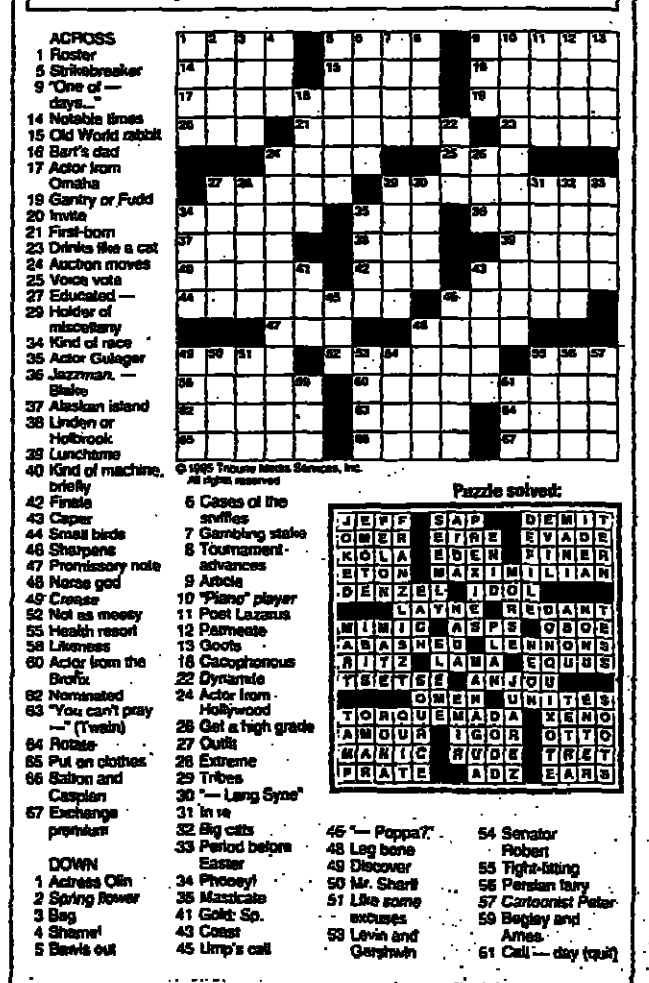 ACROSS
1 Roster
5 Strikebreaker
9 "One of —
days..."
14 Notable times
15 Old World rabbit
16 Bart's dad
17 Actor from
Omaha
19 Gantry or Fudd
20 Invite
21 First-born
23 Drinks like a cat
24 Auction moves
25 Voice vote
27 Educated —
29 Holder of
miscellany
34 Kind of race
35 Actor Gulager
36 Jazzman, —
Blake
37 Alaskan island
38 Linden or
Holbrook
39 Lunchtime
40 Kind of machine,
briefly
42 Finale
43 Caper
44 Small birds
46 Sharpens
47 Promissory note
48 Norse god
49 Crease
52 Not as meety
55 Health resort
58 Likeness
60 Actor from the
Bronx
62 Nominated
63 "You can't pray
—" (Twain)
64 Rotate
65 Put on clothes
66 Salton and
Caspian
67 Exchange
premium
DOWN
1 Actress Olin
2 Spring flower
3 Bag
4 Shame!
5 Bawls out
© 1995 Tribune Media Services, Inc.
All rights reserved
6 Cases of the
sniffles
7 Gambling stake
8 Tournament
advances
9 Article
10 "Piano" player
11 Poet Lazarus
12 Permeate
13 Goofs
18 Cacophonous
22 Dynamite
24 Actor from
Hollywood
26 Get a high grade
27 Outfit
28 Extreme
29 Tribes
30 "— Lang Syne"
31 In re
32 Big cats
33 Period before
Easter
34 Phooey!
35 Masticate
41 Gold: Sp.
43 Coast
45 Limp's call
46 "— Poppa?"
48 Leg bone
49 Discover
50 Mr. Sharif
51 Like some
excuses
53 Levin and
Gershwin
54 Senator
Robert
55 Tight-fitting
56 Persian fairy
57 Cartoonist Peter
59 Begley and
Ames
61 Call — day (quit)
Puzzle solved:
JEFF SAP DEMIT
OMER EIRE EVADE
KOLA EDEN FINER
ETON MAXIMILIAN
DENZEL IDOL
LAYNE REDANT
MIMIC ASPS OBOE
ABASHED LENNONS
RITZ LAMA EQUUS
TSETSE ANJOU
OMEN UNITES
TORQUEMADA XENO
AMOUR IGOR OTTO
MANIC RUDE TRET
PRATE ADZ EARS